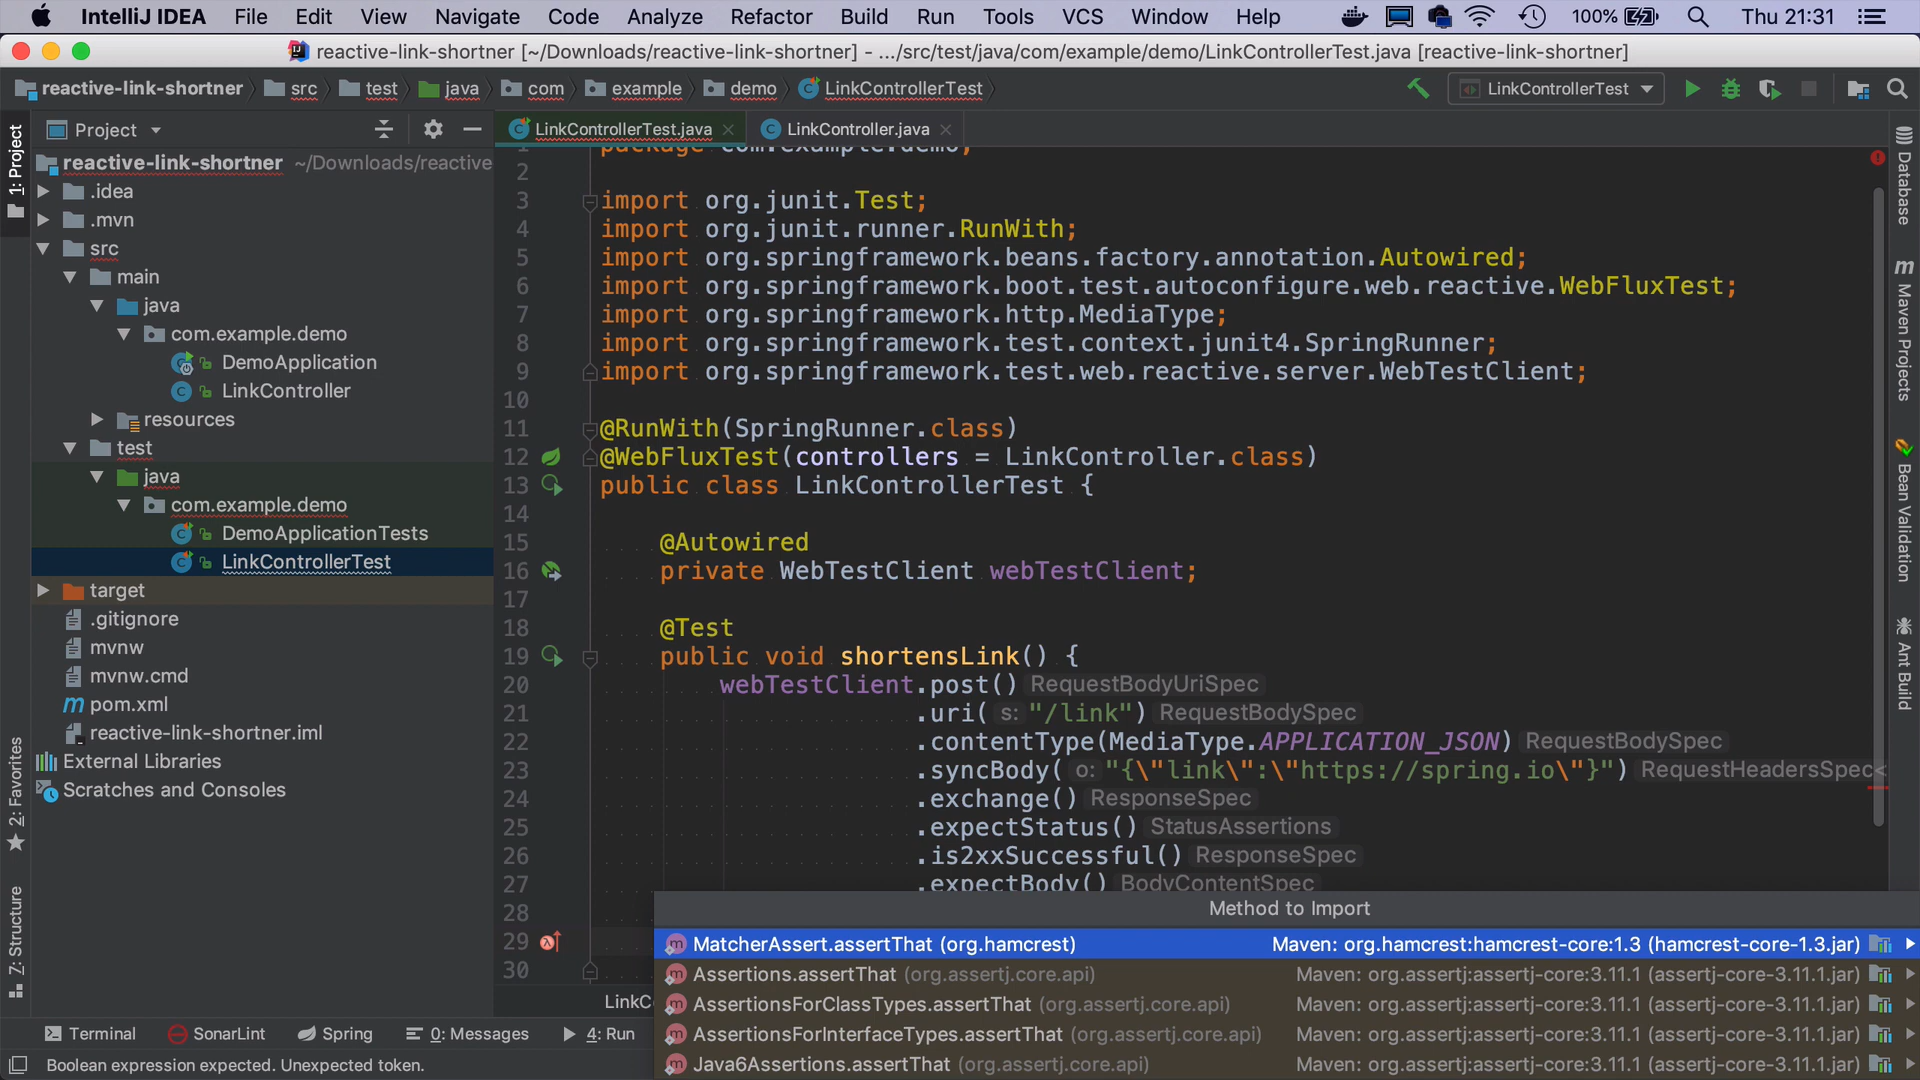 IntelliJ IDEA File Edit View Navigate Code Analyze Refactor Build Run Tools VCS Window Help 100% Thu 21:31
reactive-link-shortner [~/Downloads/reactive-link-shortner] - .../src/test/java/com/example/demo/LinkControllerTest.java [reactive-link-shortner]
reactive-link-shortner src test java com example demo LinkControllerTest LinkControllerTest
Project
LinkControllerTest.java LinkController.java
1: Project
2: Favorites
Z: Structure
reactive-link-shortner ~/Downloads/reactive
.idea
.mvn
src
main
java
com.example.demo
DemoApplication
LinkController
resources
test
java
com.example.demo
DemoApplicationTests
LinkControllerTest
target
.gitignore
mvnw
mvnw.cmd
pom.xml
reactive-link-shortner.iml
External Libraries
Scratches and Consoles
1 package com.example.demo;
2
3 import org.junit.Test;
4 import org.junit.runner.RunWith;
5 import org.springframework.beans.factory.annotation.Autowired;
6 import org.springframework.boot.test.autoconfigure.web.reactive.WebFluxTest;
7 import org.springframework.http.MediaType;
8 import org.springframework.test.context.junit4.SpringRunner;
9 import org.springframework.test.web.reactive.server.WebTestClient;
10
11 @RunWith(SpringRunner.class)
12 @WebFluxTest(controllers = LinkController.class)
13 public class LinkControllerTest {
14
15 @Autowired
16 private WebTestClient webTestClient;
17
18 @Test
19 public void shortensLink() {
20 webTestClient.post() RequestBodyUriSpec
21 .uri( s: "/link") RequestBodySpec
22 .contentType(MediaType.APPLICATION_JSON) RequestBodySpec
23 .syncBody( o: "{\"link\":\"https://spring.io\"}") RequestHeadersSpec<
24 .exchange() ResponseSpec
25 .expectStatus() StatusAssertions
26 .is2xxSuccessful() ResponseSpec
27 .expectBody() BodyContentSpec
28
29
30
LinkC
Method to Import
MatcherAssert.assertThat (org.hamcrest) Maven: org.hamcrest:hamcrest-core:1.3 (hamcrest-core-1.3.jar)
Assertions.assertThat (org.assertj.core.api) Maven: org.assertj:assertj-core:3.11.1 (assertj-core-3.11.1.jar)
AssertionsForClassTypes.assertThat (org.assertj.core.api) Maven: org.assertj:assertj-core:3.11.1 (assertj-core-3.11.1.jar)
AssertionsForInterfaceTypes.assertThat (org.assertj.core.api) Maven: org.assertj:assertj-core:3.11.1 (assertj-core-3.11.1.jar)
Java6Assertions.assertThat (org.assertj.core.api) Maven: org.assertj:assertj-core:3.11.1 (assertj-core-3.11.1.jar)
Database
m Maven Projects
Bean Validation
Ant Build
Terminal SonarLint Spring 0: Messages 4: Run
Boolean expression expected. Unexpected token.